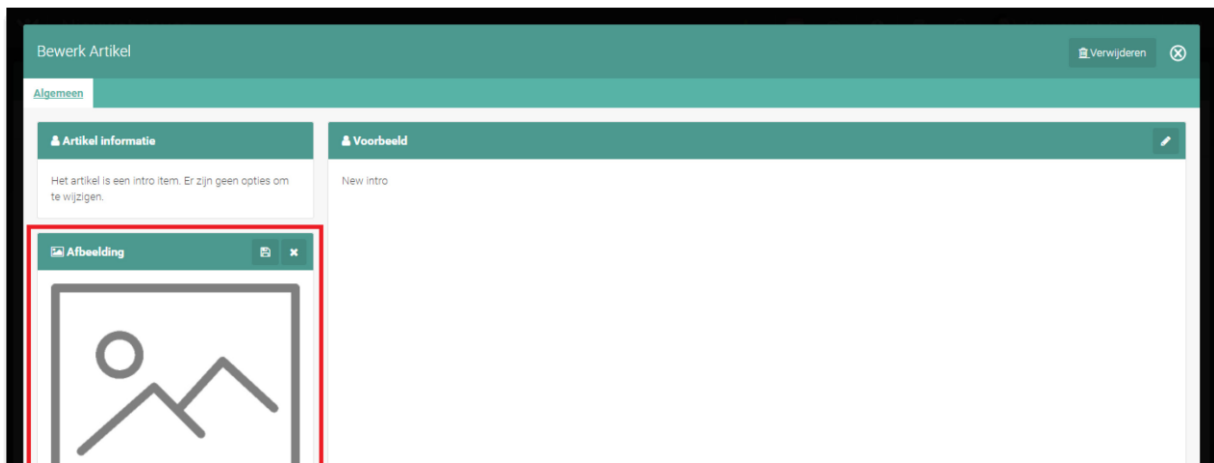 Bewerk Artikel
Verwijderen
Algemeen
Artikel informatie
Het artikel is een intro item. Er zijn geen opties om
te wijzigen.
Afbeelding
Voorbeeld
New intro